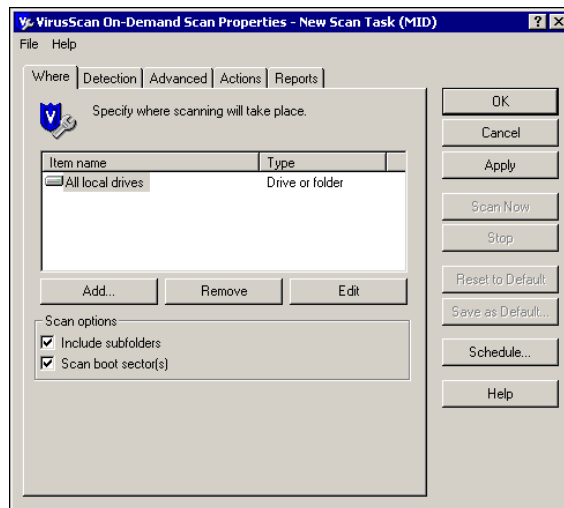 VirusScan On-Demand Scan Properties - New Scan Task (MID)
File Help
Where Detection Advanced Actions Reports
Specify where scanning will take place.
Item name Type
All local drives Drive or folder
Add... Remove Edit
Scan options
Include subfolders
Scan boot sector(s)
OK
Cancel
Apply
Scan Now
Stop
Reset to Default
Save as Default...
Schedule...
Help